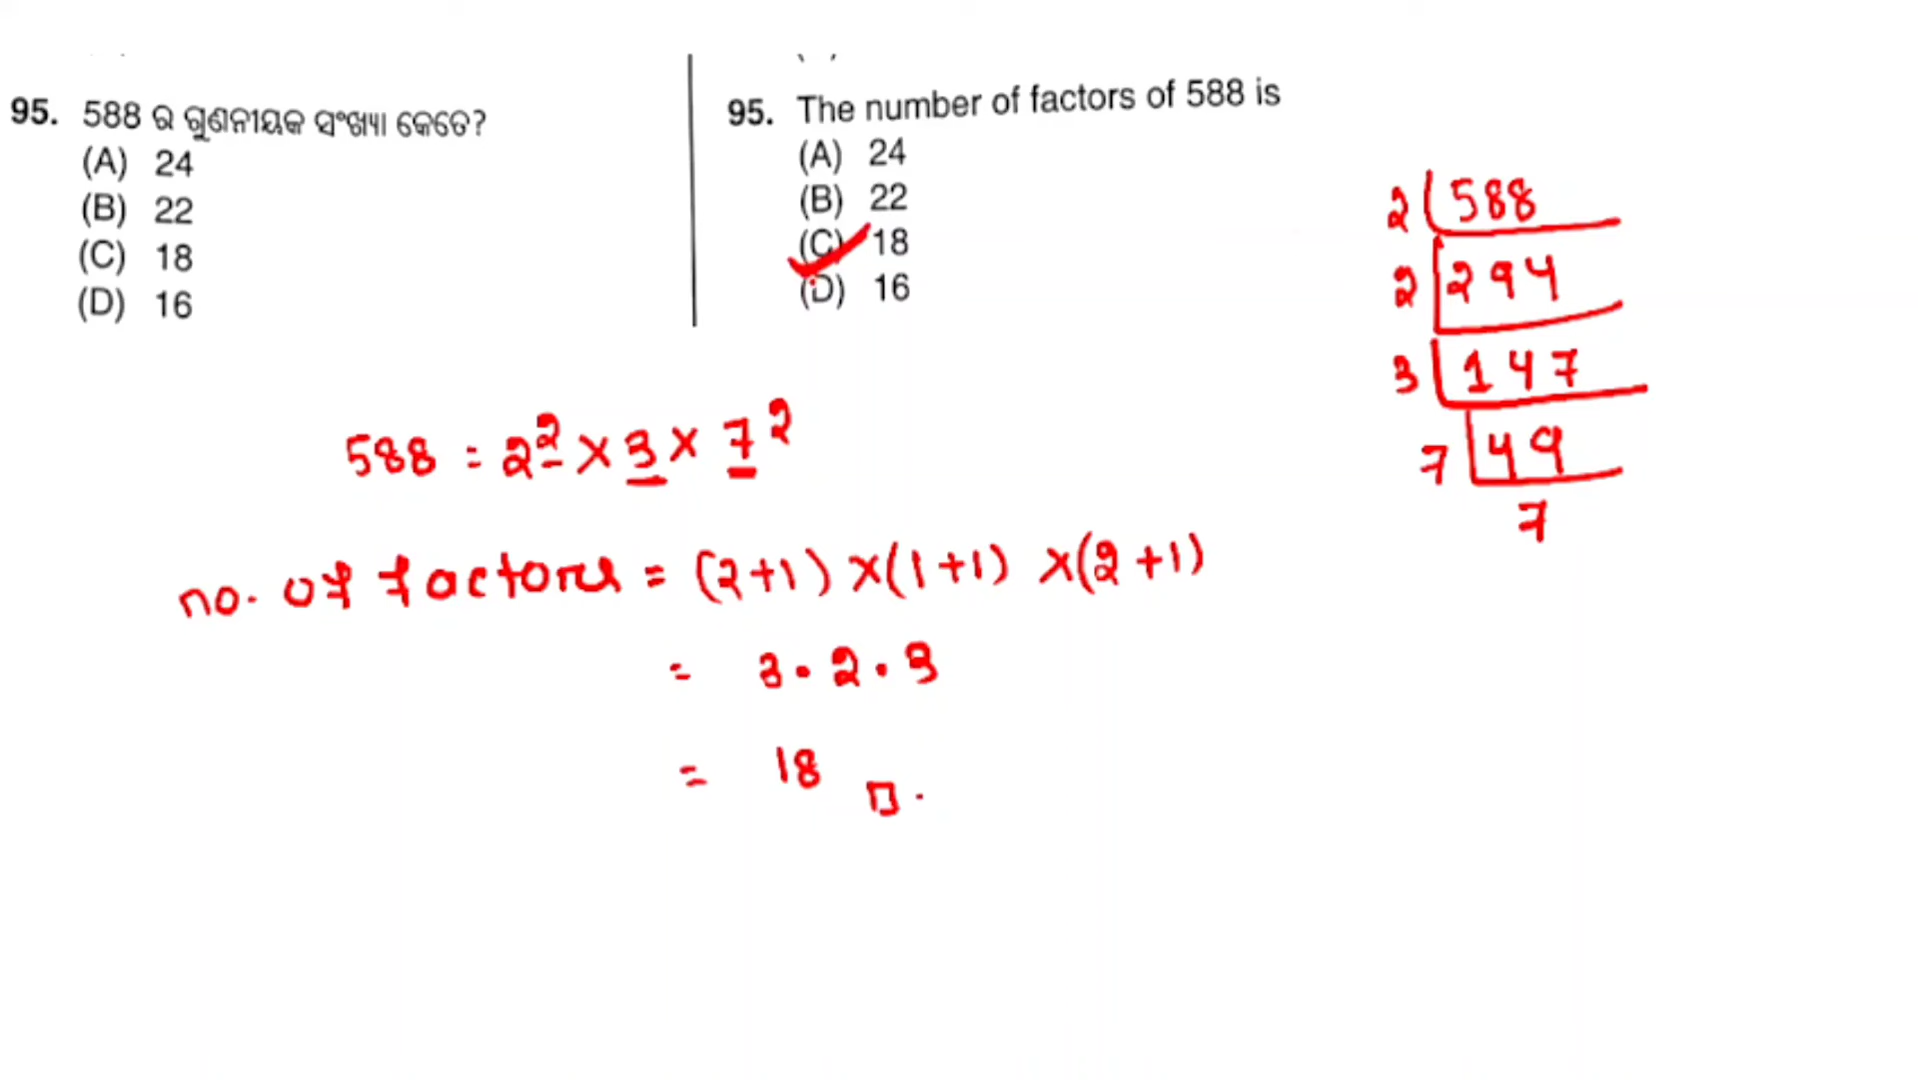 95. 588 ର ଗୁଣନୀୟକ ସଂଖ୍ୟା କେତେ?
(A) 24
(B) 22
(C) 18
(D) 16
95. The number of factors of 588 is
(A) 24
(B) 22
(C) 18
(D) 16
2 588
2 294
3 147
7 49
7
588 = 2² × 3 × 7²
no. of factors = (2+1) ×(1+1) ×(2+1)
= 3 · 2 · 3
= 18